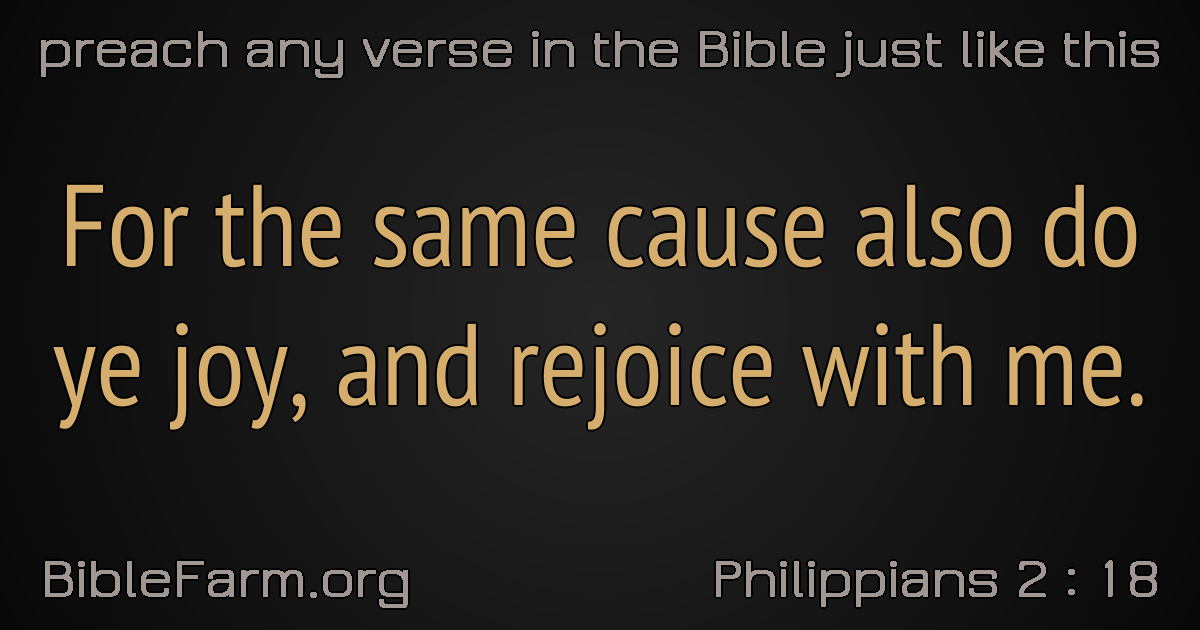 preach any verse in the Bible just like this
For the same cause also do
ye joy, and rejoice with me.
BibleFarm.org
Philippians 2 : 18